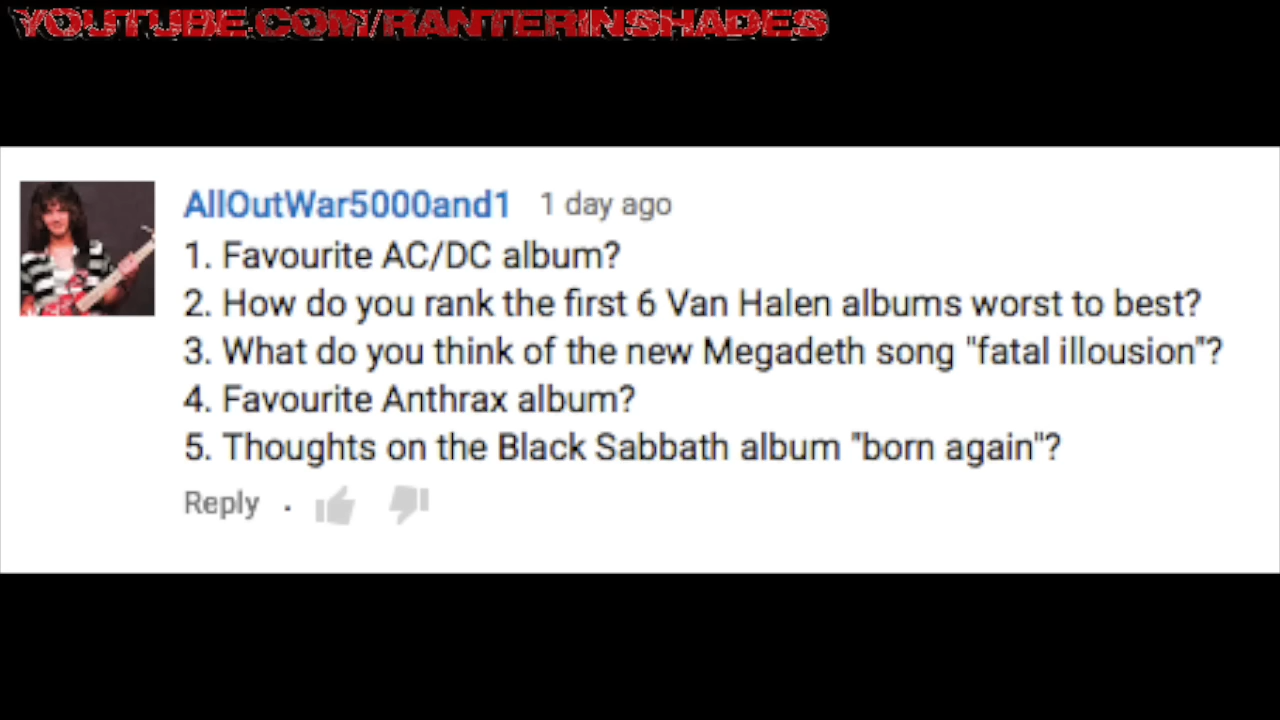 YOUTUBE.COM/RANTERINSHADES
AllOutWar5000and1 1 day ago
1. Favourite AC/DC album?
2. How do you rank the first 6 Van Halen albums worst to best?
3. What do you think of the new Megadeth song "fatal illousion"?
4. Favourite Anthrax album?
5. Thoughts on the Black Sabbath album "born again"?
Reply .